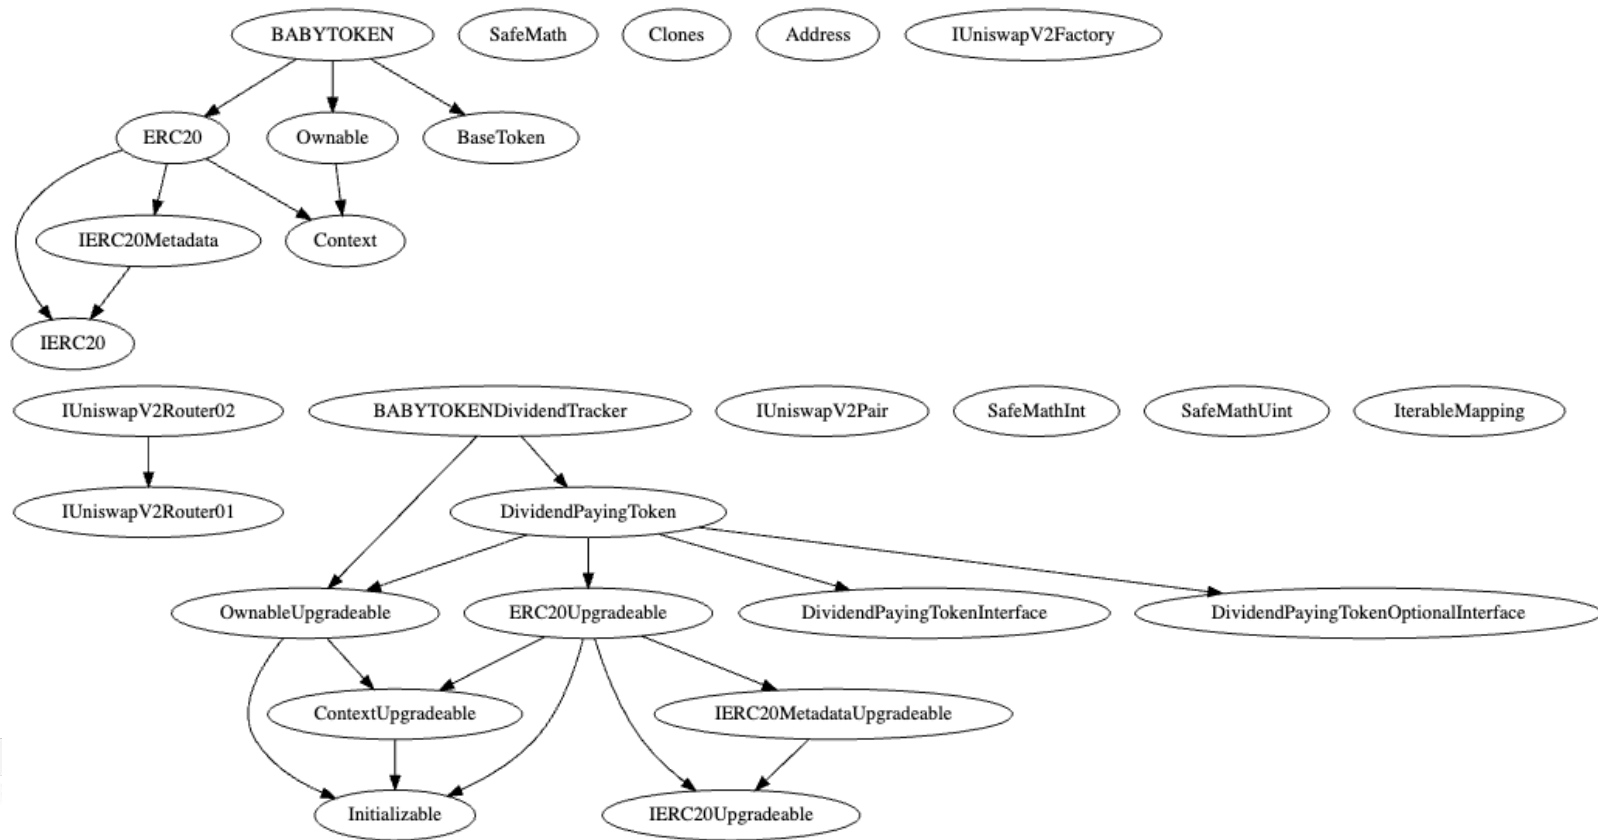 BABYTOKEN
SafeMath
Clones
Address
IUniswapV2Factory
ERC20
Ownable
BaseToken
IERC20Metadata
Context
IERC20
IUniswapV2Router02
BABYTOKENDividendTracker
IUniswapV2Pair
SafeMathInt
SafeMathUint
IterableMapping
IUniswapV2Router01
DividendPayingToken
OwnableUpgradeable
ERC20Upgradeable
DividendPayingTokenInterface
DividendPayingTokenOptionalInterface
ContextUpgradeable
IERC20MetadataUpgradeable
Initializable
IERC20Upgradeable